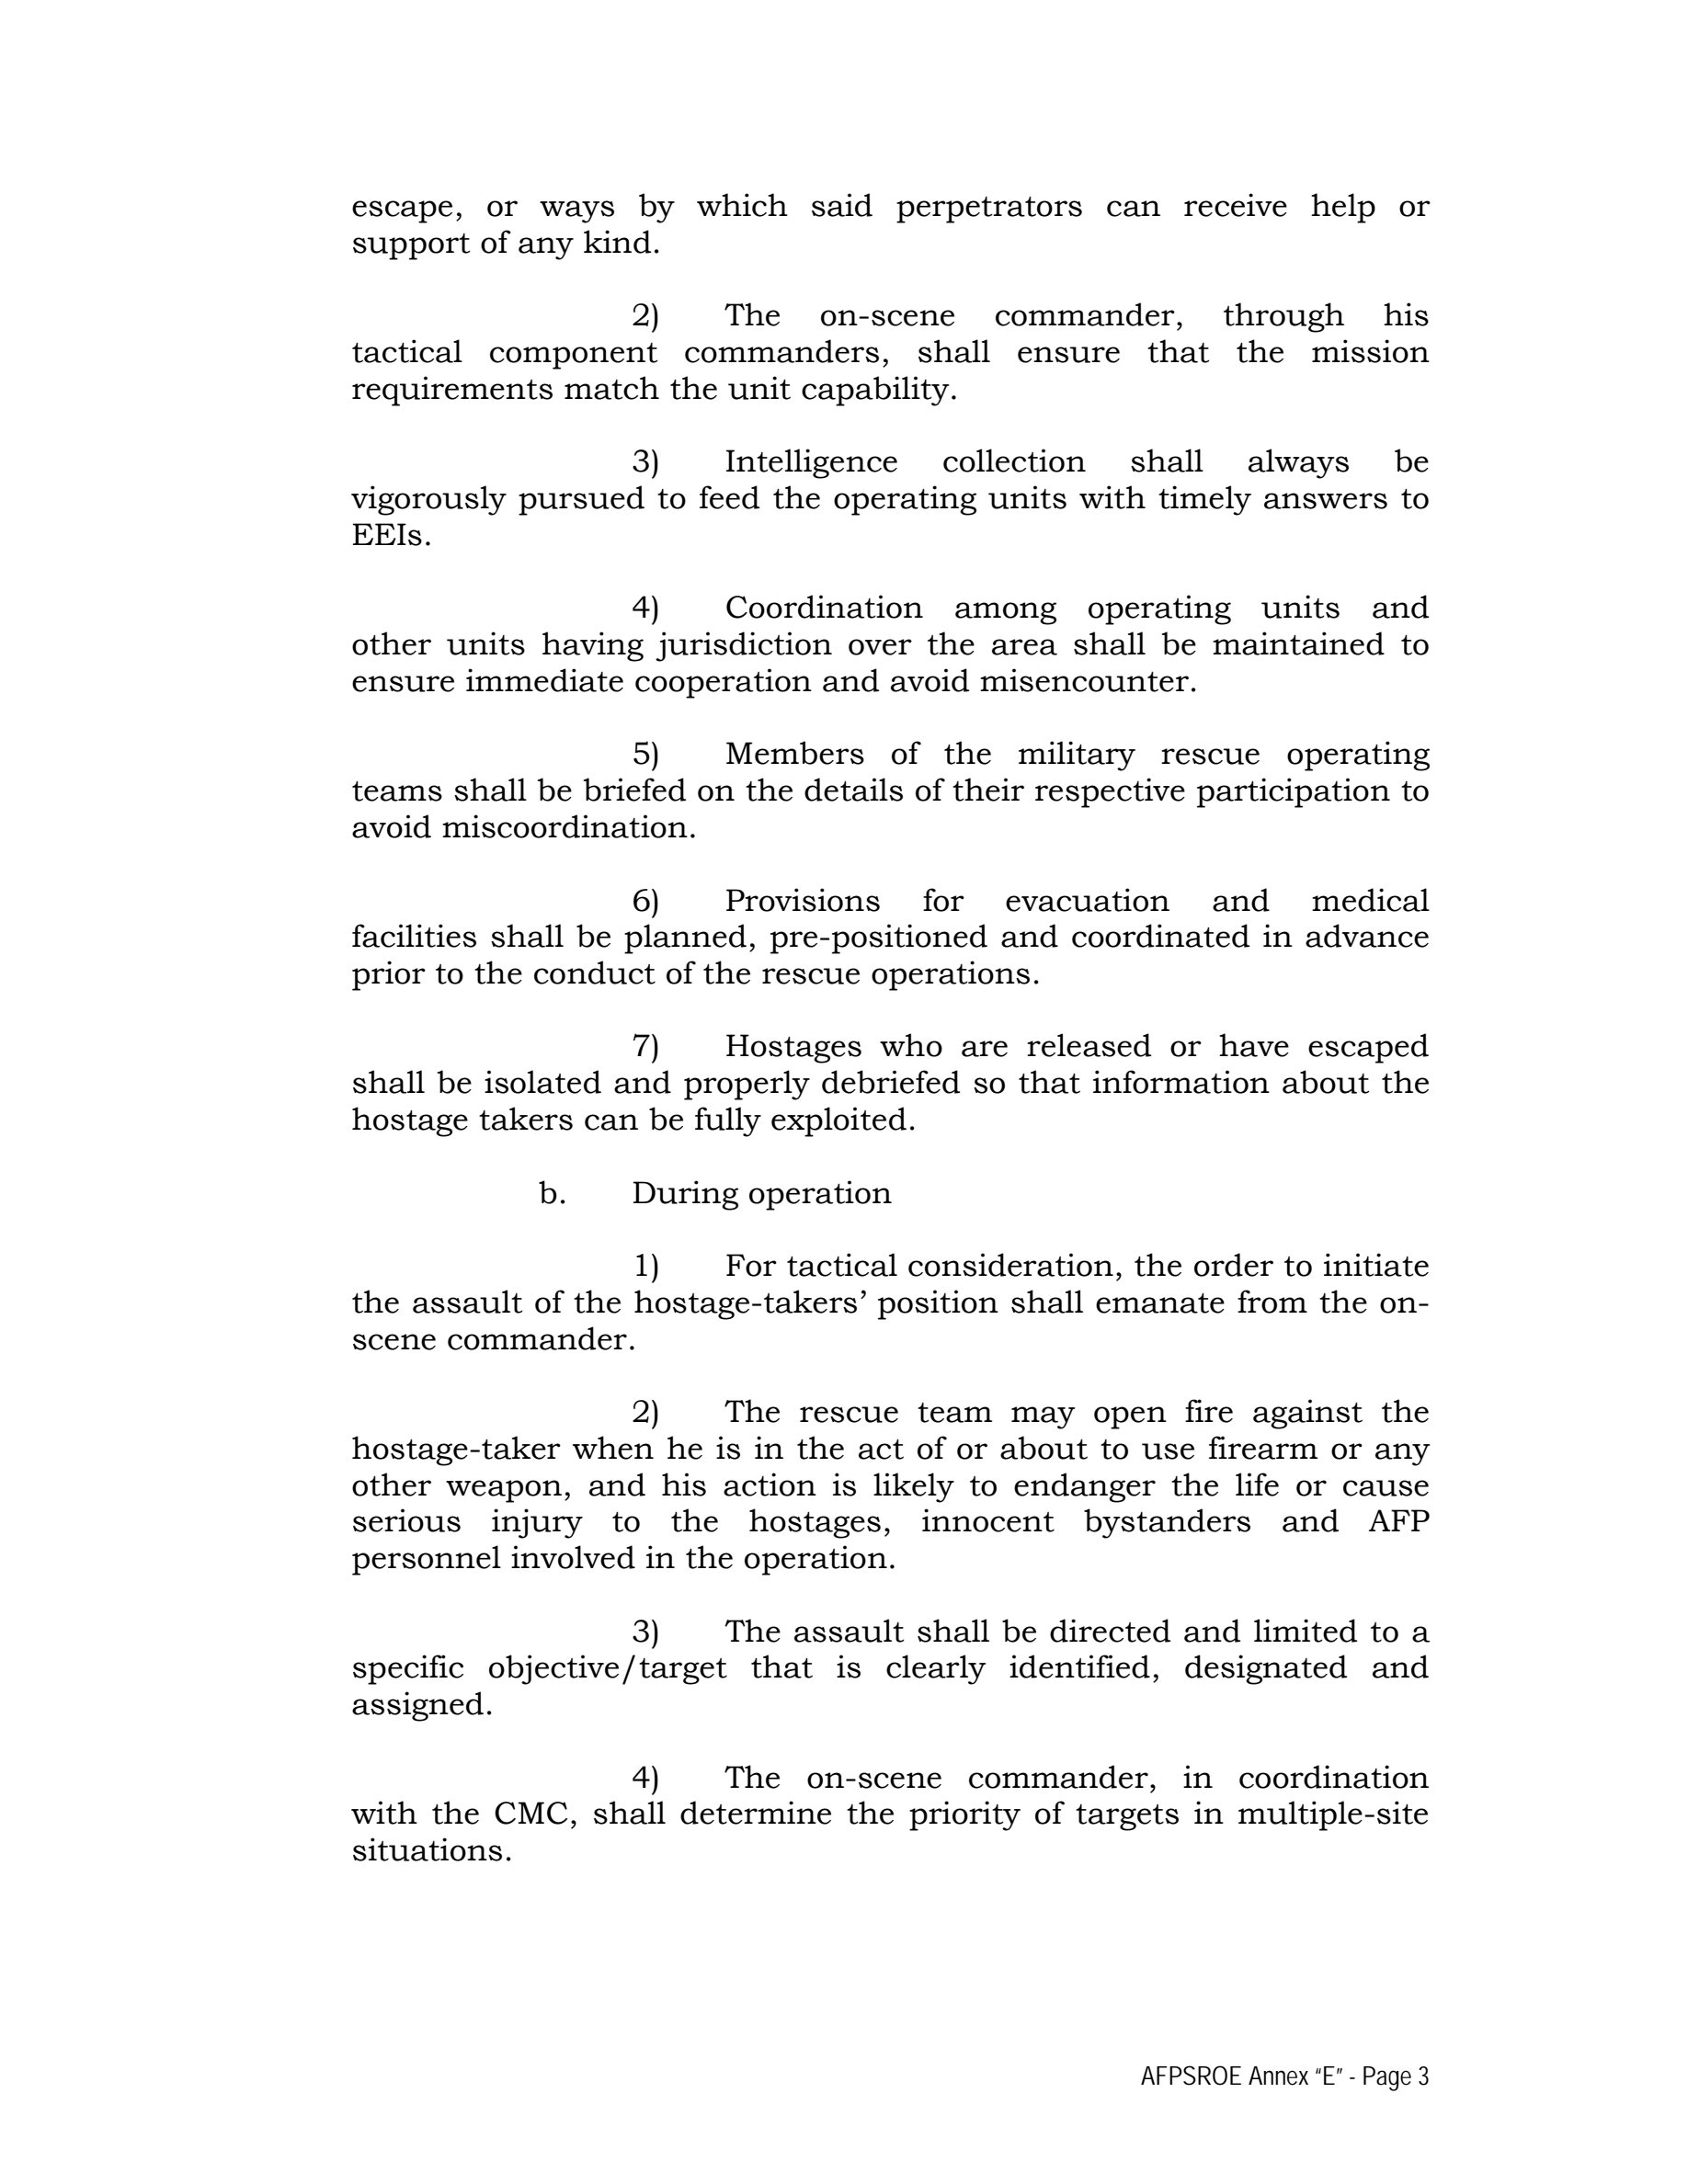 escape, or ways by which said perpetrators can receive help or
support of any kind.
2) The on-scene commander, through his
tactical component commanders, shall ensure that the mission
requirements match the unit capability.
3) Intelligence collection shall always be
vigorously pursued to feed the operating units with timely answers to
EEIs.
4) Coordination among operating units and
other units having jurisdiction over the area shall be maintained to
ensure immediate cooperation and avoid misencounter.
5) Members of the military rescue operating
teams shall be briefed on the details of their respective participation to
avoid miscoordination.
6) Provisions for evacuation and medical
facilities shall be planned, pre-positioned and coordinated in advance
prior to the conduct of the rescue operations.
7) Hostages who are released or have escaped
shall be isolated and properly debriefed so that information about the
hostage takers can be fully exploited.
b. During operation
1) For tactical consideration, the order to initiate
the assault of the hostage-takers’ position shall emanate from the on-
scene commander.
2) The rescue team may open fire against the
hostage-taker when he is in the act of or about to use firearm or any
other weapon, and his action is likely to endanger the life or cause
serious injury to the hostages, innocent bystanders and AFP
personnel involved in the operation.
3) The assault shall be directed and limited to a
specific objective/target that is clearly identified, designated and
assigned.
4) The on-scene commander, in coordination
with the CMC, shall determine the priority of targets in multiple-site
situations.
AFPSROE Annex “E” - Page 3